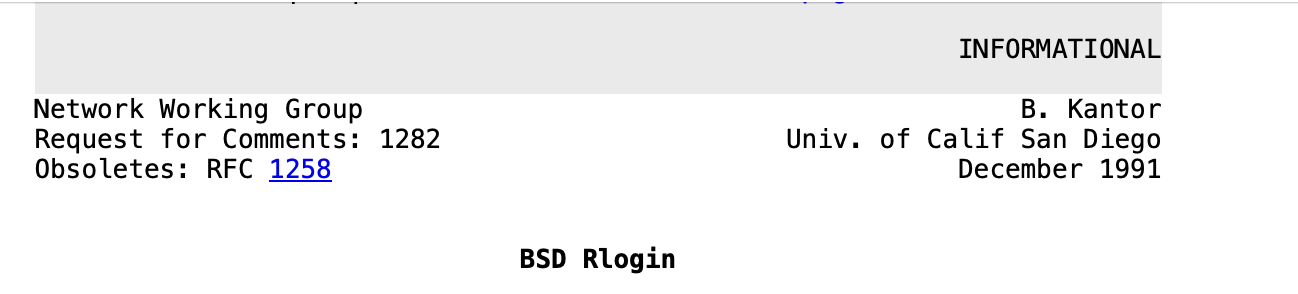 INFORMATIONAL
Network Working Group B. Kantor
Request for Comments: 1282 Univ. of Calif San Diego
Obsoletes: RFC 1258 December 1991
BSD Rlogin